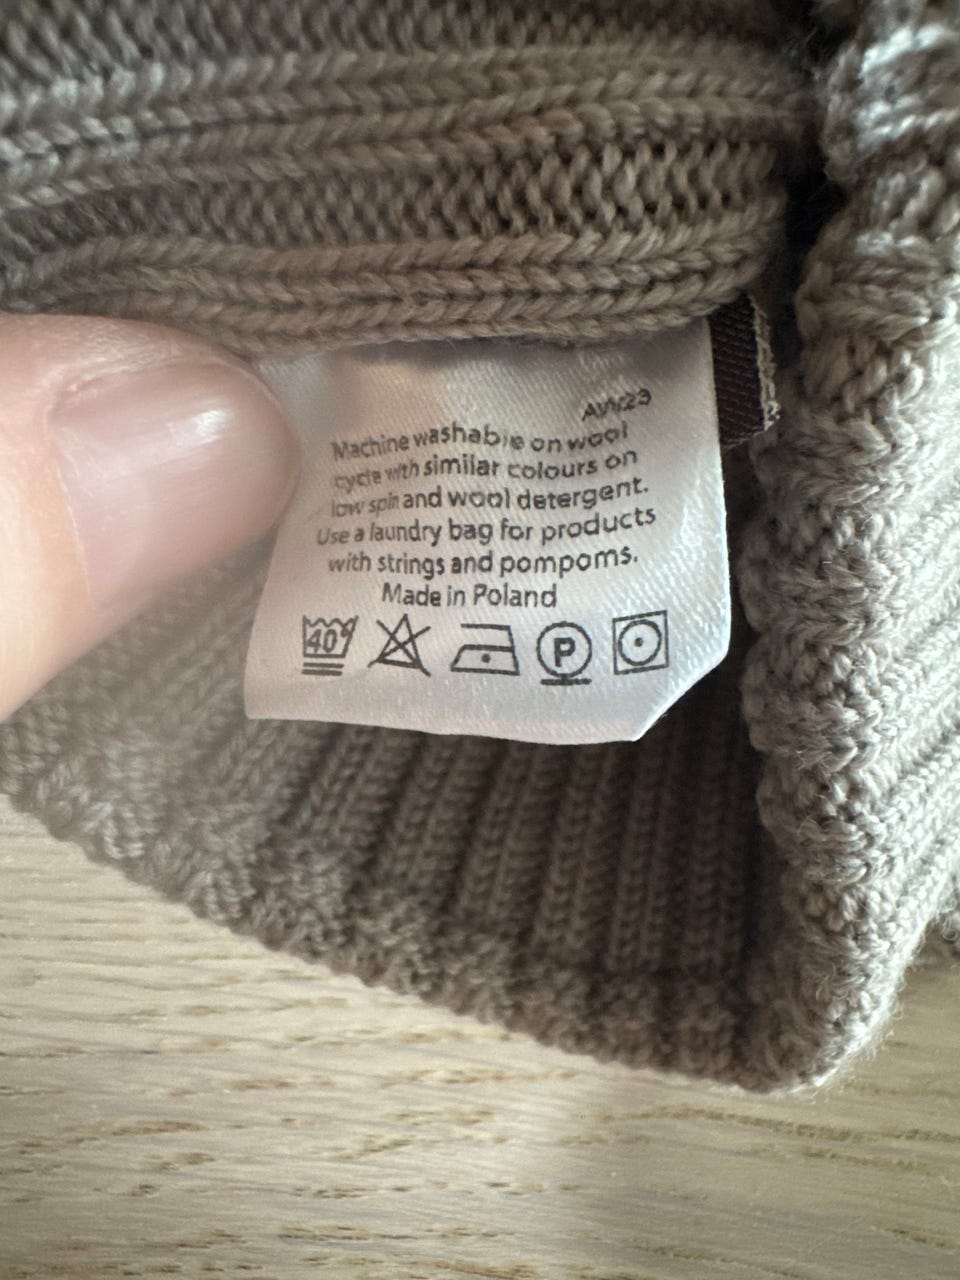 AW23
Machine washable on wool
cycle with similar colours on
low spin and wool detergent.
Use a laundry bag for products
with strings and pompoms.
Made in Poland
40° P